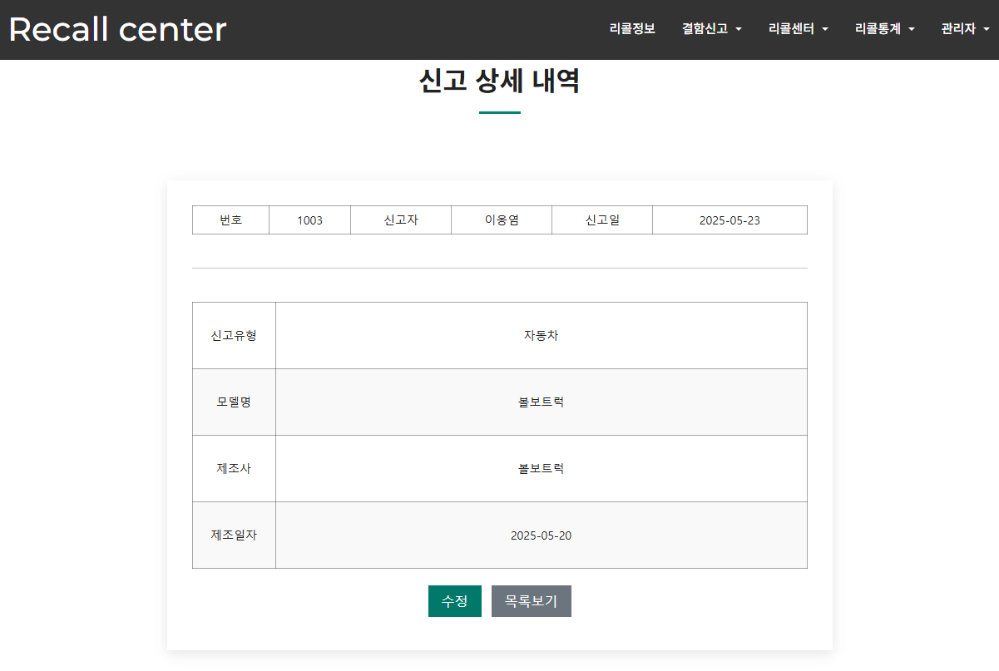 Recall center
리콜정보 결함신고 리콜센터 리콜통계 관리자
신고 상세 내역
번호 1003 신고자 이옹염 신고일 2025-05-23
신고유형 자동차
모델명 볼보트럭
제조사 볼보트럭
제조일자 2025-05-20
수정 목록보기